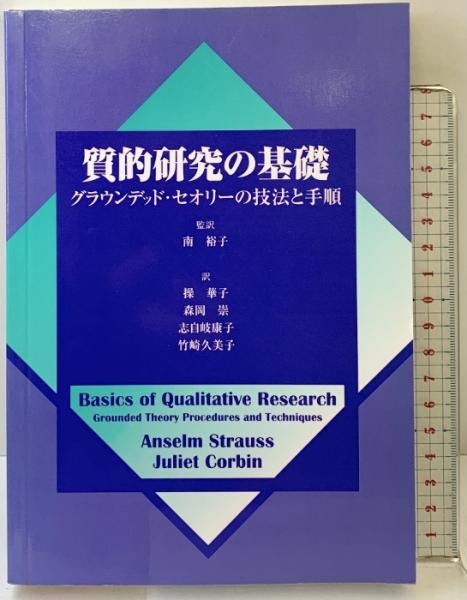 質的研究の基礎
グラウンデッド・セオリーの技法と手順
監訳
南 裕子
訳
操 華子
森岡 崇
志自岐康子
竹崎久美子
Basics of Qualitative Research
Grounded Theory Procedures and Techniques
Anselm Strauss
Juliet Corbin